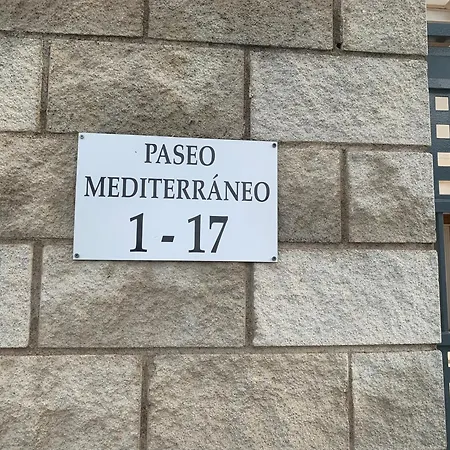 PASEO
MEDITERRÁNEO
1 - 17